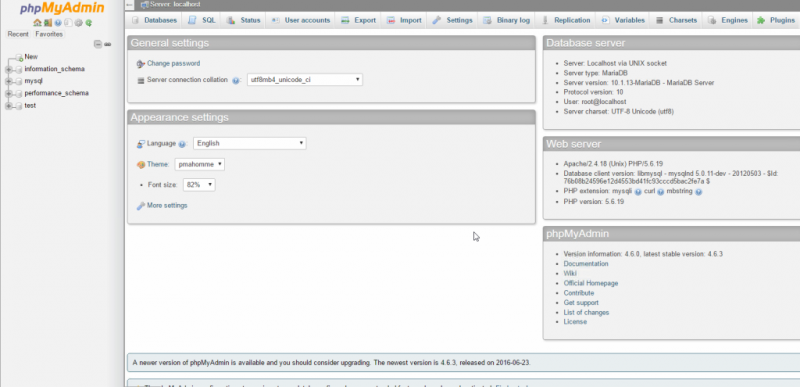 phpMyAdmin
Recent Favorites
New
information_schema
mysql
performance_schema
test
Server: localhost
Databases SQL Status User accounts Export Import Settings Binary log Replication Variables Charsets Engines Plugins
General settings
Change password
Server connection collation : utf8mb4_unicode_ci
Appearance settings
Language : English
Theme: pmahomme
Font size: 82%
More settings
Database server
Server: Localhost via UNIX socket
Server type: MariaDB
Server version: 10.1.13-MariaDB - MariaDB Server
Protocol version: 10
User: root@localhost
Server charset: UTF-8 Unicode (utf8)
Web server
Apache/2.4.18 (Unix) PHP/5.6.19
Database client version: libmysql - mysqlnd 5.0.11-dev - 20120503 - $Id:
76b08b24596e12d4553bd41fc93cccd5bac2fe7a $
PHP extension: mysqli curl mbstring
PHP version: 5.6.19
phpMyAdmin
Version information: 4.6.0, latest stable version: 4.6.3
Documentation
Wiki
Official Homepage
Contribute
Get support
List of changes
License
A newer version of phpMyAdmin is available and you should consider upgrading. The newest version is 4.6.3, released on 2016-06-23.